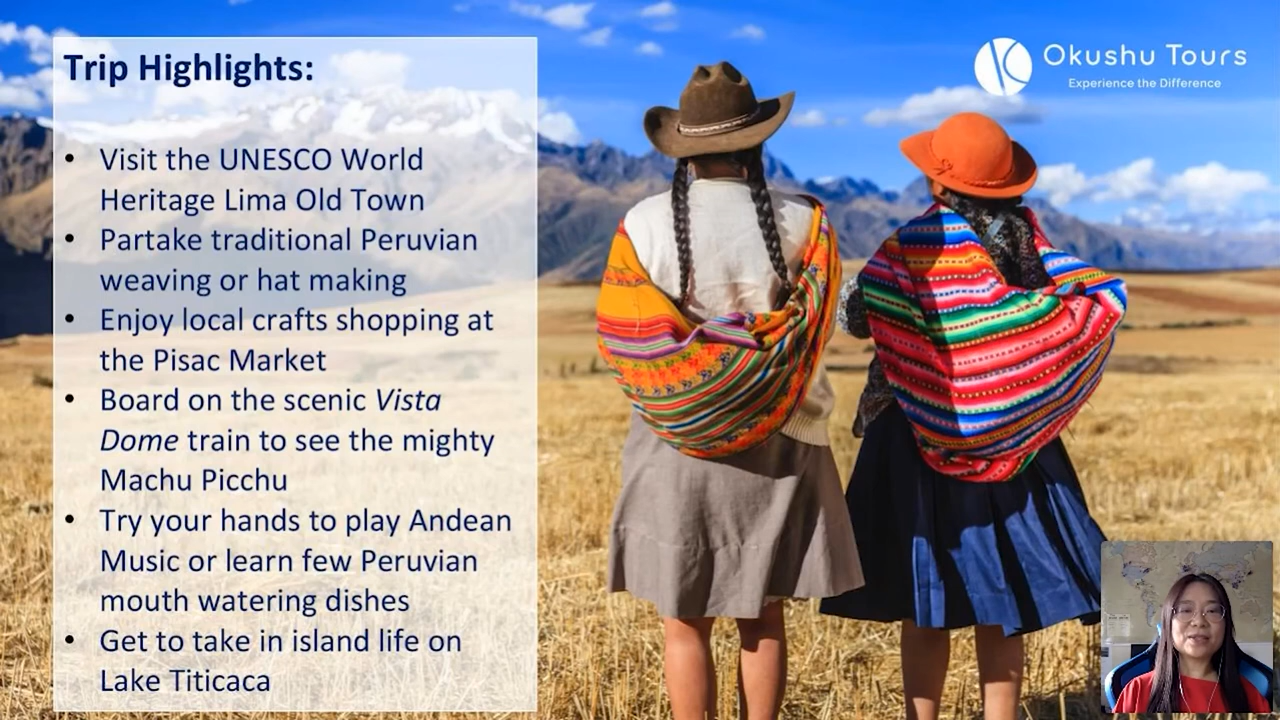 Trip Highlights:
Okushu Tours
Experience the Difference
• Visit the UNESCO World
Heritage Lima Old Town
• Partake traditional Peruvian
weaving or hat making
• Enjoy local crafts shopping at
the Pisac Market
• Board on the scenic Vista
Dome train to see the mighty
Machu Picchu
• Try your hands to play Andean
Music or learn few Peruvian
mouth watering dishes
• Get to take in island life on
Lake Titicaca